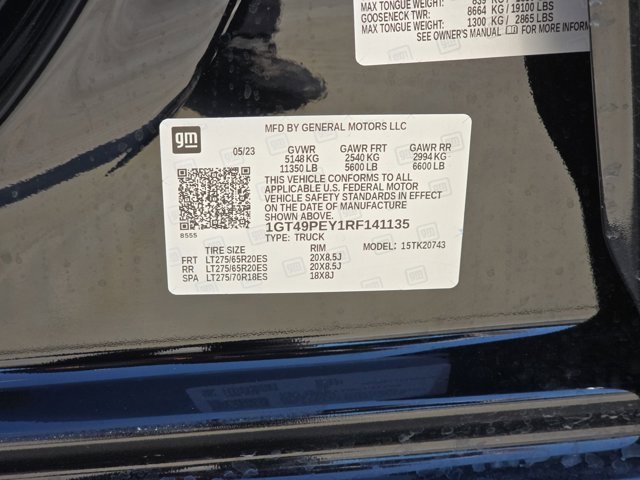 MAX TONGUE WEIGHT: 839
GOOSENECK TWR: 8664 KG / 19100 LBS
MAX TONGUE WEIGHT: 1300 KG / 2865 LBS
SEE OWNER'S MANUAL FOR MORE INFORM
gm
MFD BY GENERAL MOTORS LLC
05/23 GVWR GAWR FRT GAWR RR
5148 KG 2540 KG 2994 KG
11350 LB 5600 LB 6600 LB
THIS VEHICLE CONFORMS TO ALL
APPLICABLE U.S. FEDERAL MOTOR
VEHICLE SAFETY STANDARDS IN EFFECT
ON THE DATE OF MANUFACTURE
SHOWN ABOVE.
8555
1GT49PEY1RF141135
TYPE: TRUCK MODEL: 15TK20743
TIRE SIZE RIM
FRT LT275/65R20ES 20X8.5J
RR LT275/65R20ES 20X8.5J
SPA LT275/70R18ES 18X8J